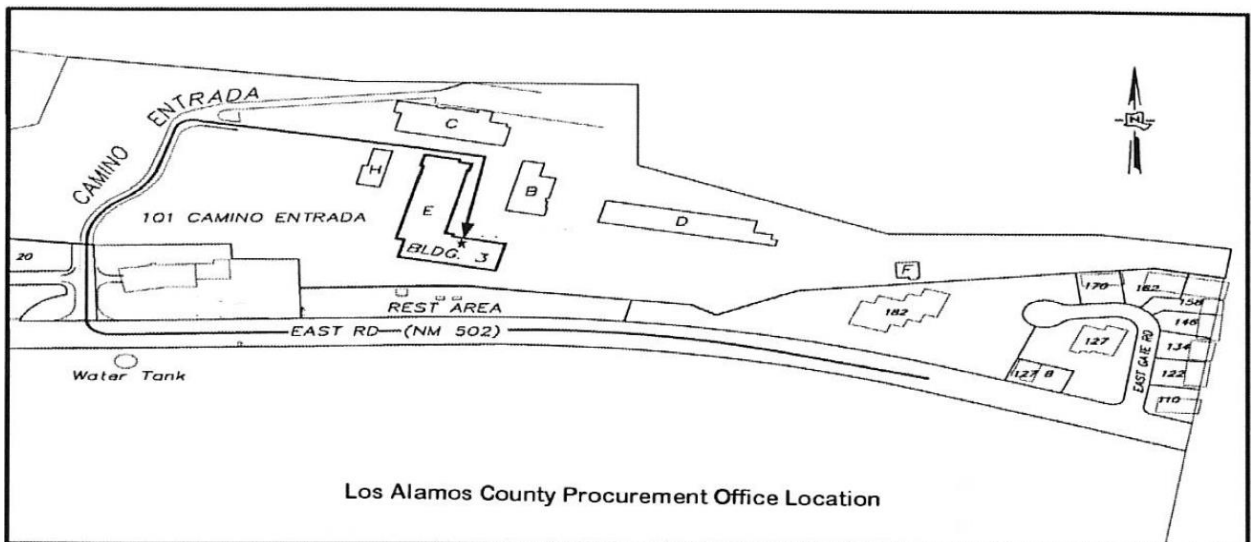 CAMINO ENTRADA
C
H
B
E
D
101 CAMINO ENTRADA
BLDG. 3
20
F
REST AREA
EAST RD (NM 502)
Water Tank
182
170
162
158
146
127
134
127 B
122
110
EAST GATE RD
N
Los Alamos County Procurement Office Location